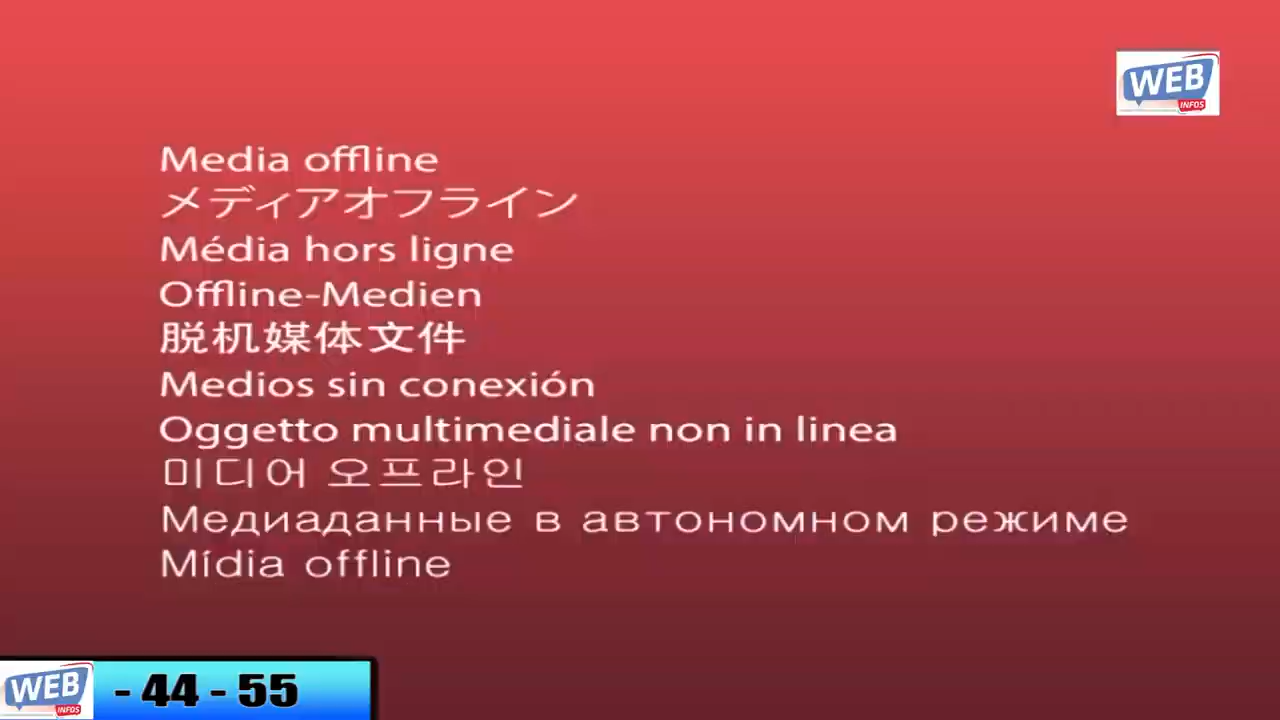 WEB
INFOS
Media offline
メディアオフライン
Média hors ligne
Offline-Medien
脱机媒体文件
Medios sin conexión
Oggetto multimediale non in linea
미디어 오프라인
Медиаданные в автономном режиме
Mídia offline
WEB
INFOS
- 44 - 55